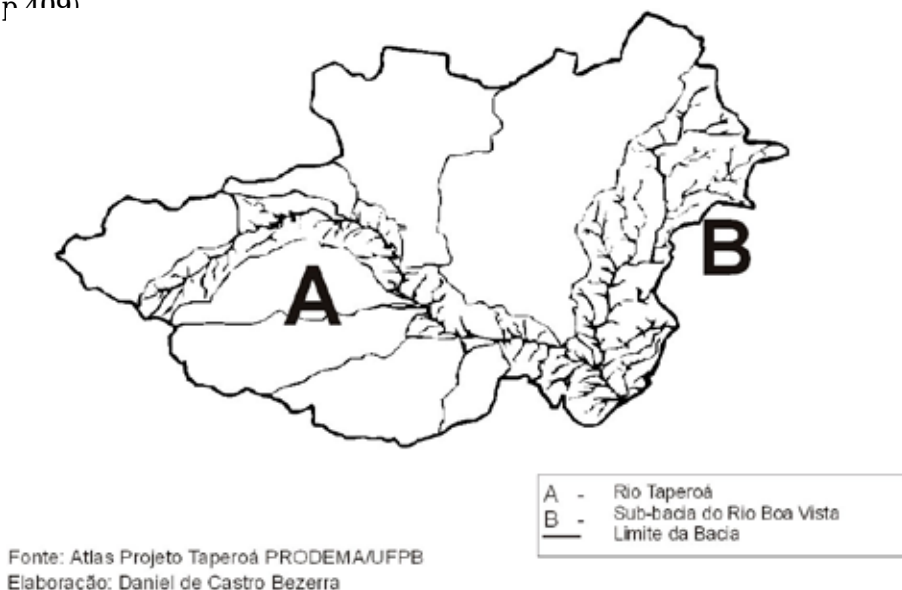 p.409)
B
A
A - Rio Taperoá
B - Sub-bacia do Rio Boa Vista
Limite da Bacia
Fonte: Atlas Projeto Taperoá PRODEMA/UFPB
Elaboração: Daniel de Castro Bezerra